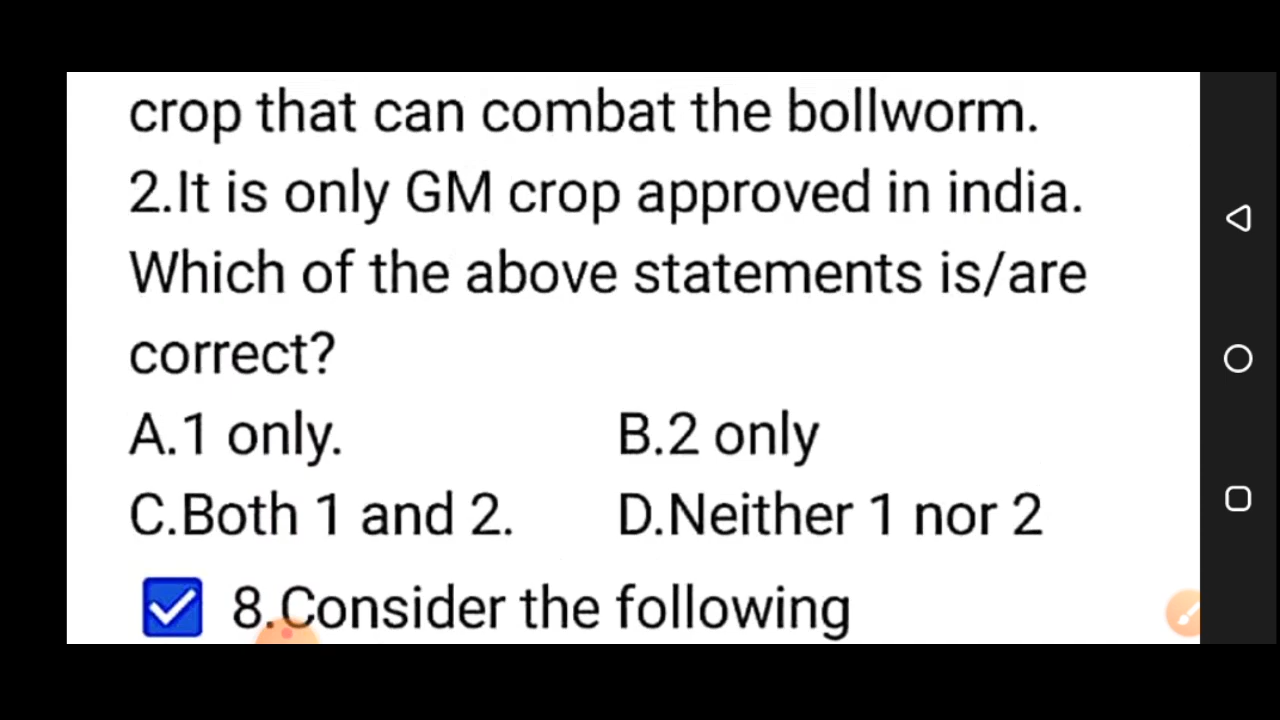 crop that can combat the bollworm.
2.It is only GM crop approved in india.
Which of the above statements is/are
correct?
A.1 only. B.2 only
C.Both 1 and 2. D.Neither 1 nor 2
8.Consider the following